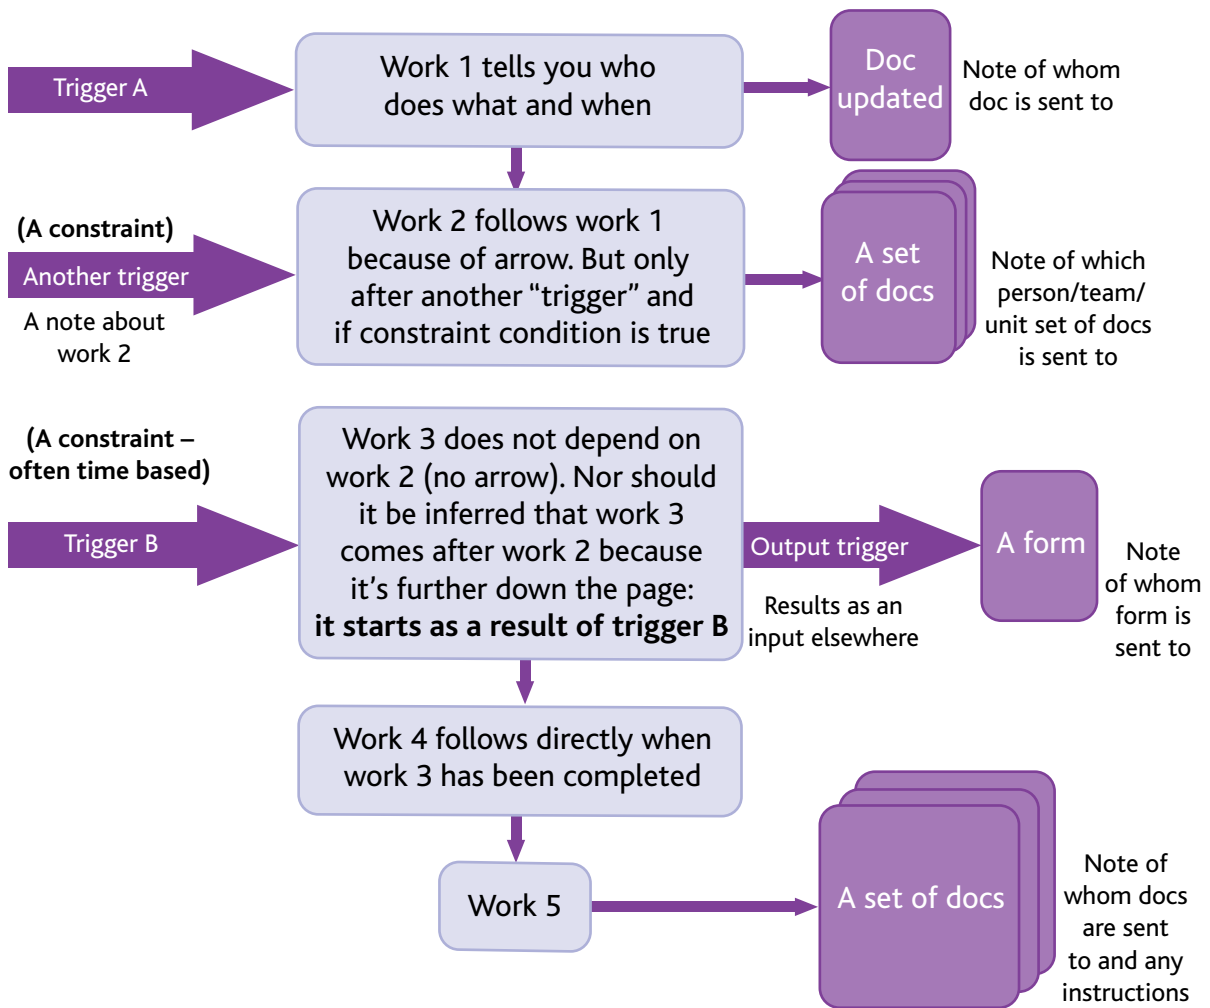 Trigger A
Work 1 tells you who
does what and when
Doc
updated
Note of whom
doc is sent to
(A constraint)
Another trigger
A note about
work 2
Work 2 follows work 1
because of arrow. But only
after another “trigger” and
if constraint condition is true
A set
of docs
Note of which
person/team/
unit set of docs
is sent to
(A constraint –
often time based)
Trigger B
Work 3 does not depend on
work 2 (no arrow). Nor should
it be inferred that work 3
comes after work 2 because
it’s further down the page:
it starts as a result of trigger B
Output trigger
Results as an
input elsewhere
A form
Note
of whom
form is
sent to
Work 4 follows directly when
work 3 has been completed
Work 5
A set of docs
Note of
whom docs
are sent
to and any
instructions